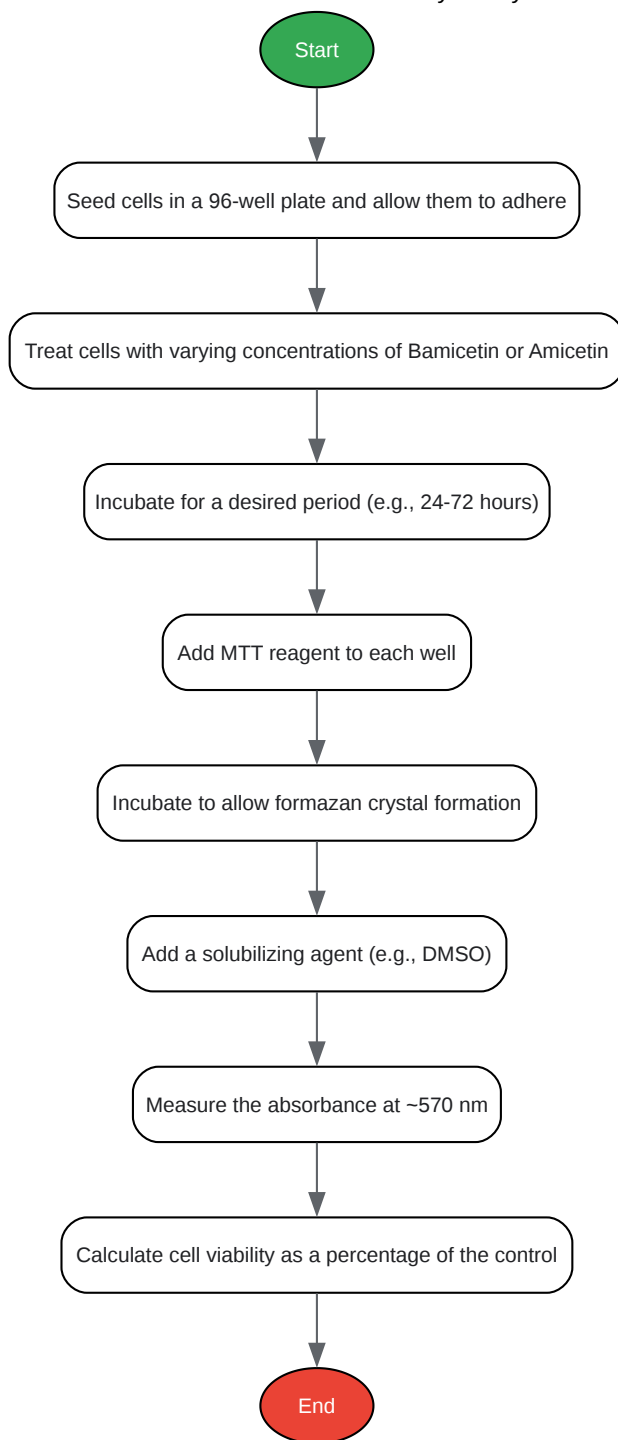 Start
Seed cells in a 96-well plate and allow them to adhere
Treat cells with varying concentrations of Bamicetin or Amicetin
Incubate for a desired period (e.g., 24-72 hours)
Add MTT reagent to each well
Incubate to allow formazan crystal formation
Add a solubilizing agent (e.g., DMSO)
Measure the absorbance at ~570 nm
Calculate cell viability as a percentage of the control
End